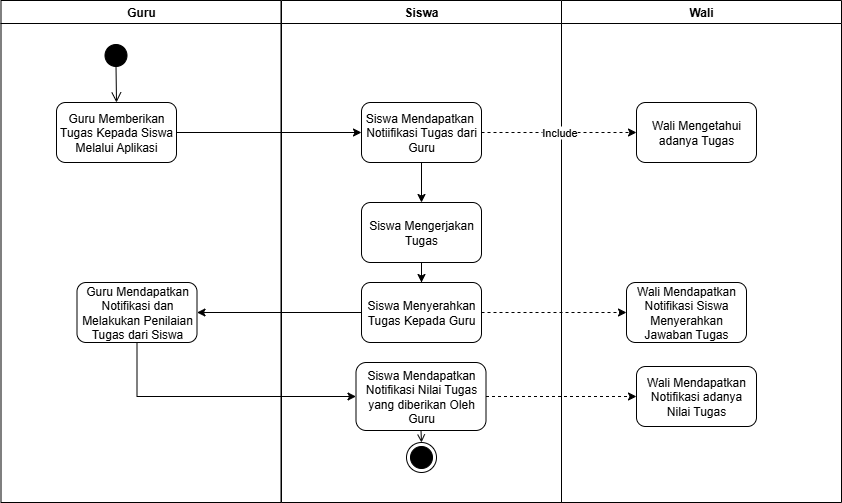 Guru
Siswa
Wali
Guru Memberikan
Tugas Kepada Siswa
Melalui Aplikasi
Siswa Mendapatkan
Notiifikasi Tugas dari
Guru
Include
Wali Mengetahui
adanya Tugas
Siswa Mengerjakan
Tugas
Guru Mendapatkan
Notifikasi dan
Melakukan Penilaian
Tugas dari Siswa
Siswa Menyerahkan
Tugas Kepada Guru
Wali Mendapatkan
Notifikasi Siswa
Menyerahkan
Jawaban Tugas
Siswa Mendapatkan
Notifikasi Nilai Tugas
yang diberikan Oleh
Guru
Wali Mendapatkan
Notifikasi adanya
Nilai Tugas